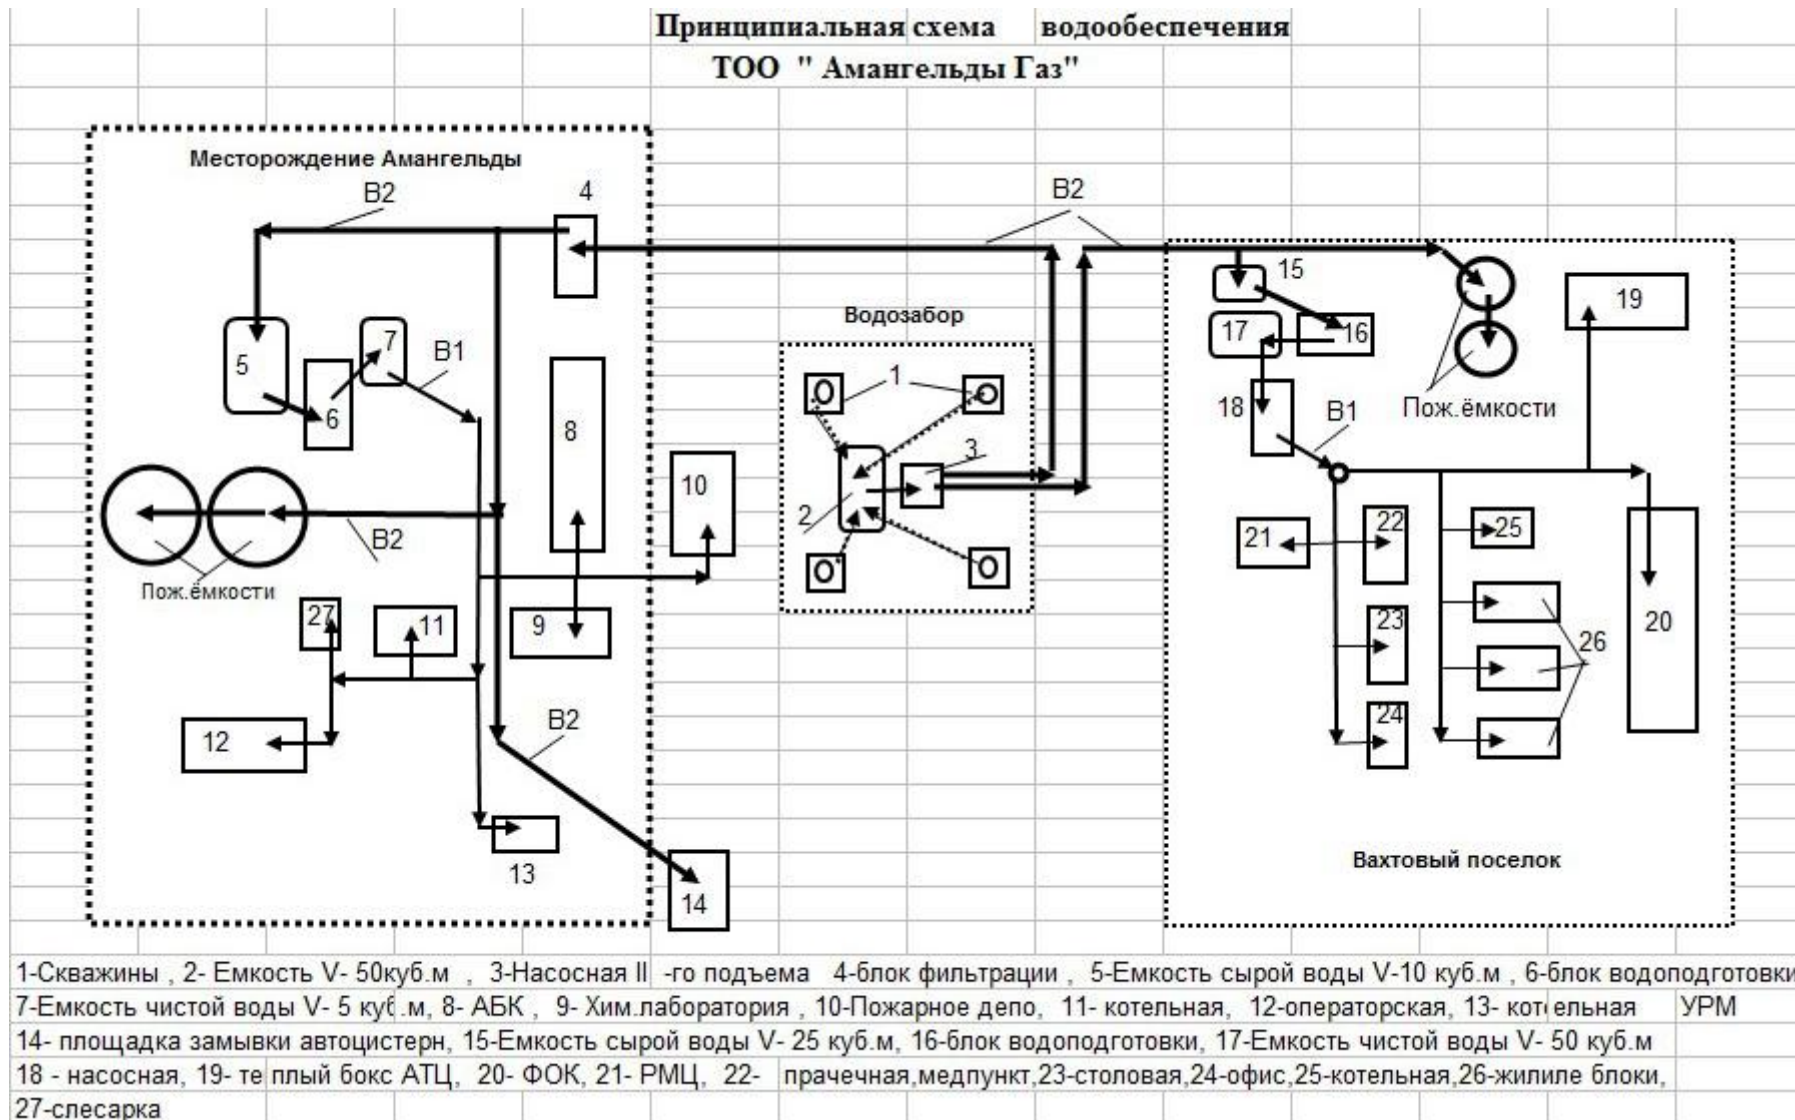 Принципиальная схема водообеспечения
ТОО " Амангельды Газ"
Месторождение Амангельды
В2
4
В2
15
19
5
7
В1
6
8
Водозабор
1
3
2
17
16
18
В1
Пож.ёмкости
10
В2
Пож.ёмкости
21
22
25
27
11
9
23
26
20
12
В2
24
13
14
Вахтовый поселок
1-Скважины , 2- Емкость V- 50куб.м , 3-Насосная II -го подъема 4-блок фильтрации , 5-Емкость сырой воды V-10 куб.м , 6-блок водоподготовки
7-Емкость чистой воды V- 5 куб.м, 8- АБК , 9- Хим.лаборатория , 10-Пожарное депо, 11- котельная, 12-операторская, 13- котельная УРМ
14- площадка замывки автоцистерн, 15-Емкость сырой воды V- 25 куб.м, 16-блок водоподготовки, 17-Емкость чистой воды V- 50 куб.м
18 - насосная, 19- теплый бокс АТЦ, 20- ФОК, 21- РМЦ, 22- прачечная,медпункт,23-столовая,24-офис,25-котельная,26-жилиле блоки,
27-слесарка